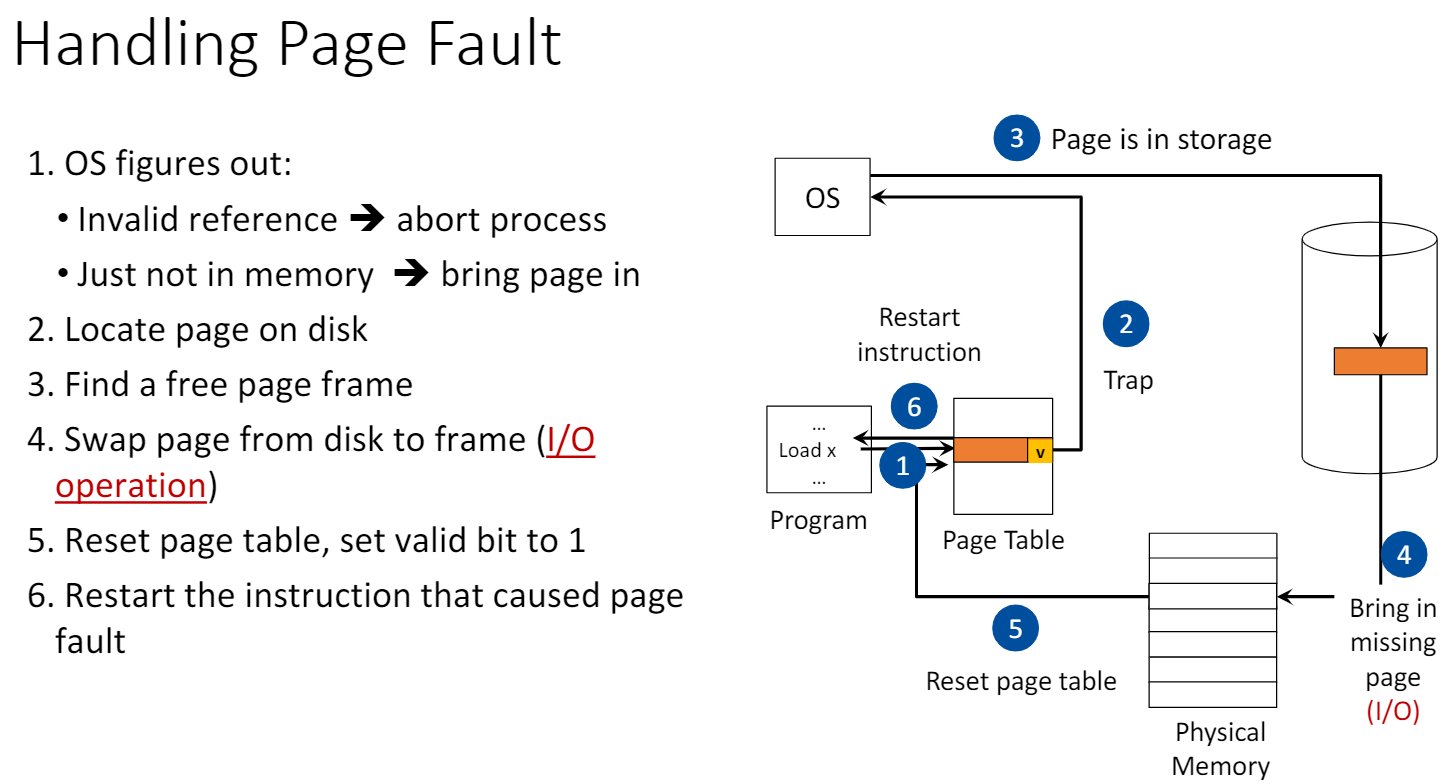 Handling Page Fault
1. OS figures out:
• Invalid reference ➔ abort process
• Just not in memory ➔ bring page in
2. Locate page on disk
3. Find a free page frame
4. Swap page from disk to frame (I/O
operation)
5. Reset page table, set valid bit to 1
6. Restart the instruction that caused page
fault
3 Page is in storage
OS
2
Trap
Restart
instruction
6
...
Load x
...
1
v
Program
Page Table
4
Bring in
missing
page
(I/O)
5
Reset page table
Physical
Memory